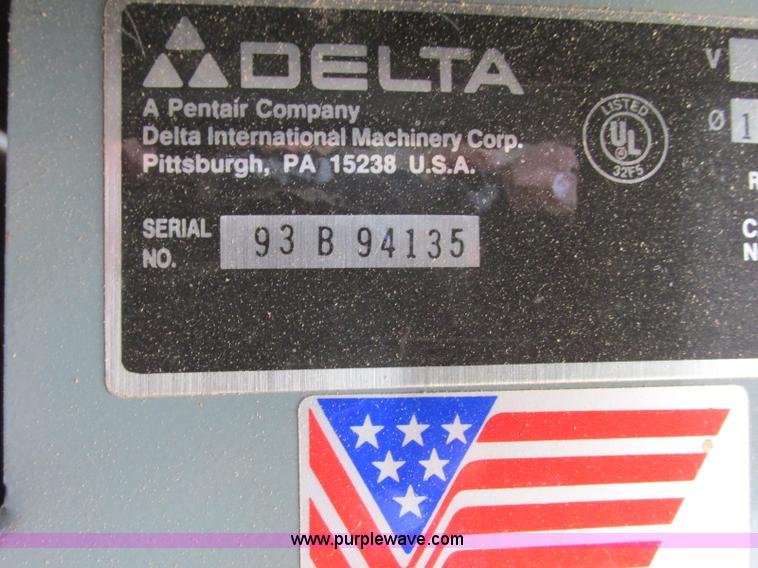 DELTA
A Pentair Company
Delta International Machinery Corp.
Pittsburgh, PA 15238 U.S.A.
LISTED
UL
32F5
V
Ø 1
R
C
N
SERIAL NO. 93 B 94135
www.purplewave.com